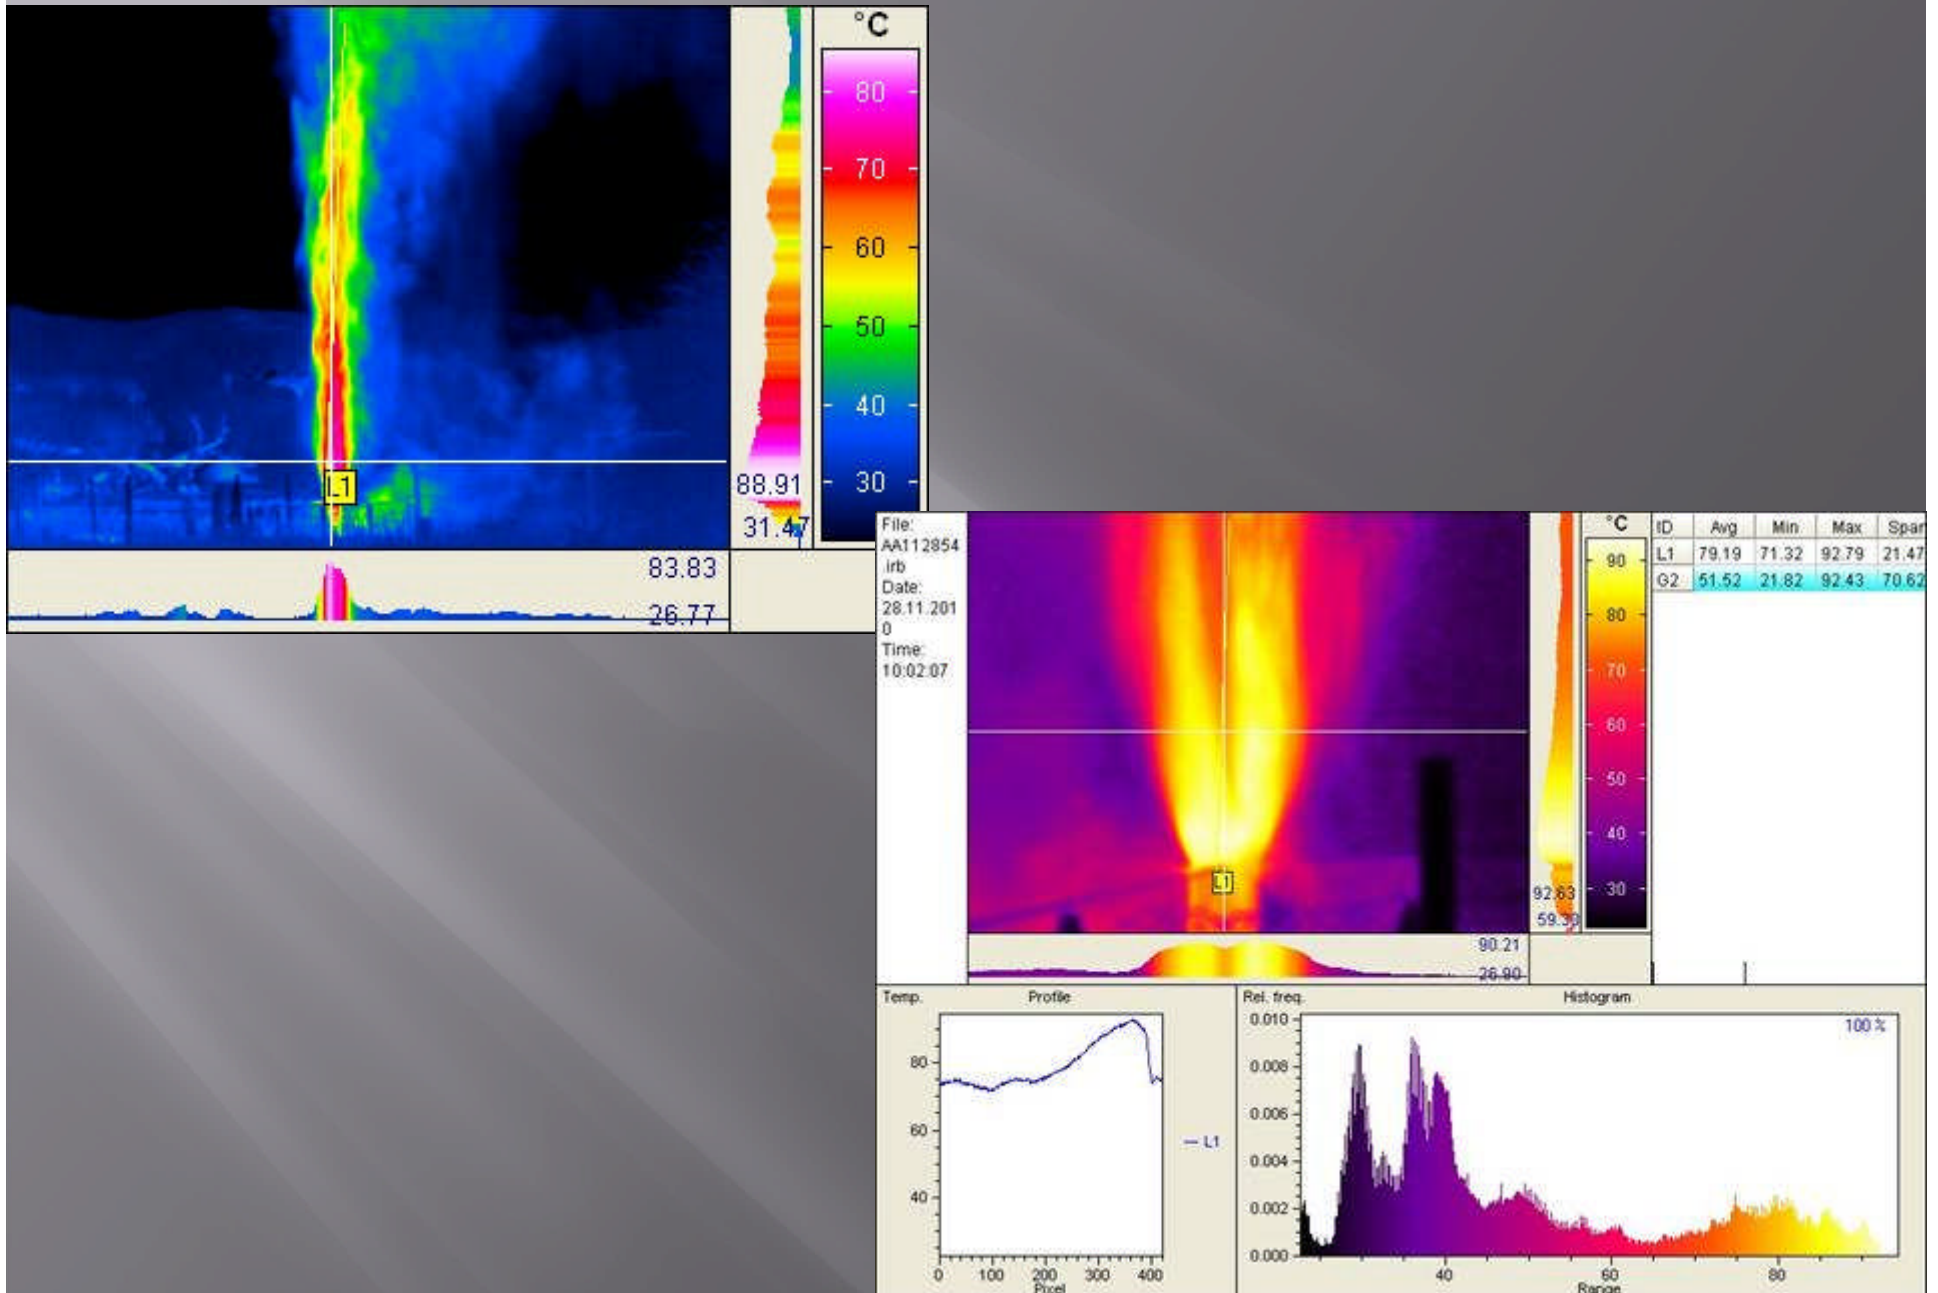 °C
80
70
60
50
40
30
L1
88.91
31.47
83.83
26.77
File:
AA112854
.irb
Date:
28.11.201
0
Time:
10:02:07
L1
92.63
90.21
26.90
°C
90
80
70
60
50
40
30
ID Avg Min Max Span
L1 79.19 71.32 92.79 21.47
G2 51.52 21.82 92.43 70.62
Temp. Profile
80
60
40
0 100 200 300 400
Pixel
L1
Rel. freq. Histogram
100 %
0.010
0.008
0.006
0.004
0.002
0.000
40 60 80
Range